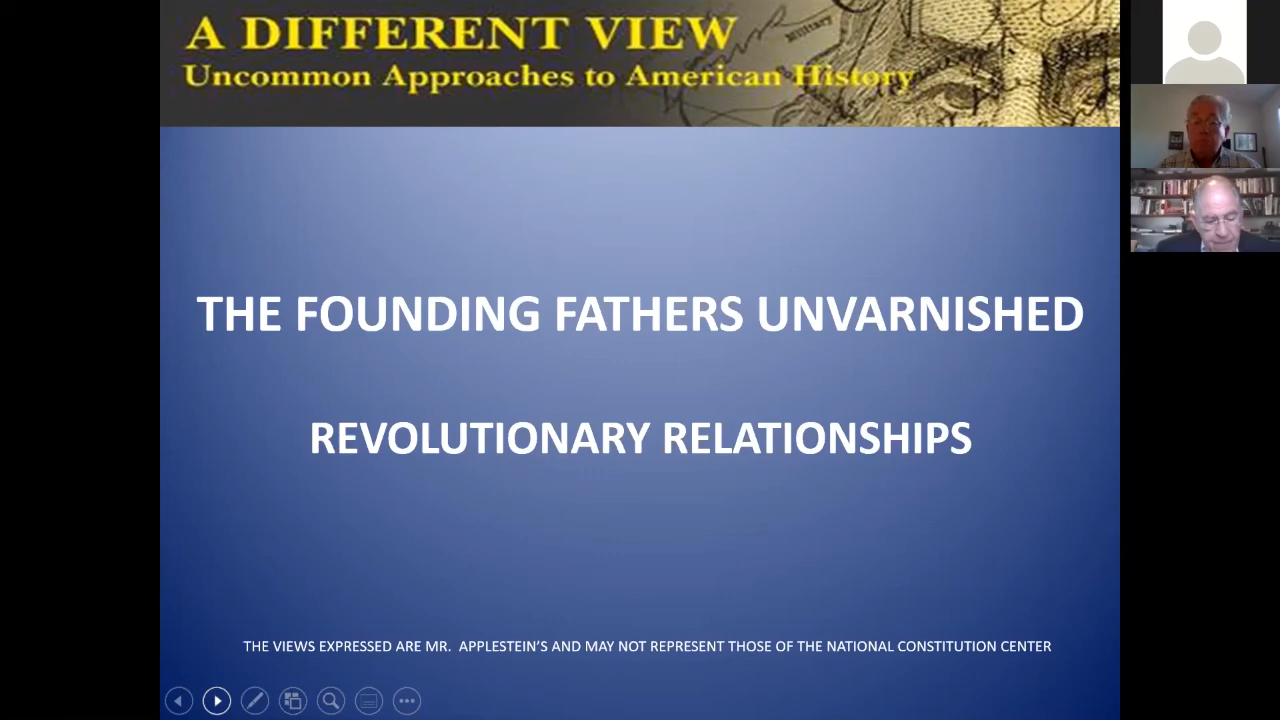 A DIFFERENT VIEW
Uncommon Approaches to American History
Military
THE FOUNDING FATHERS UNVARNISHED
REVOLUTIONARY RELATIONSHIPS
THE VIEWS EXPRESSED ARE MR.  APPLESTEIN'S AND MAY NOT REPRESENT THOSE OF THE NATIONAL CONSTITUTION CENTER